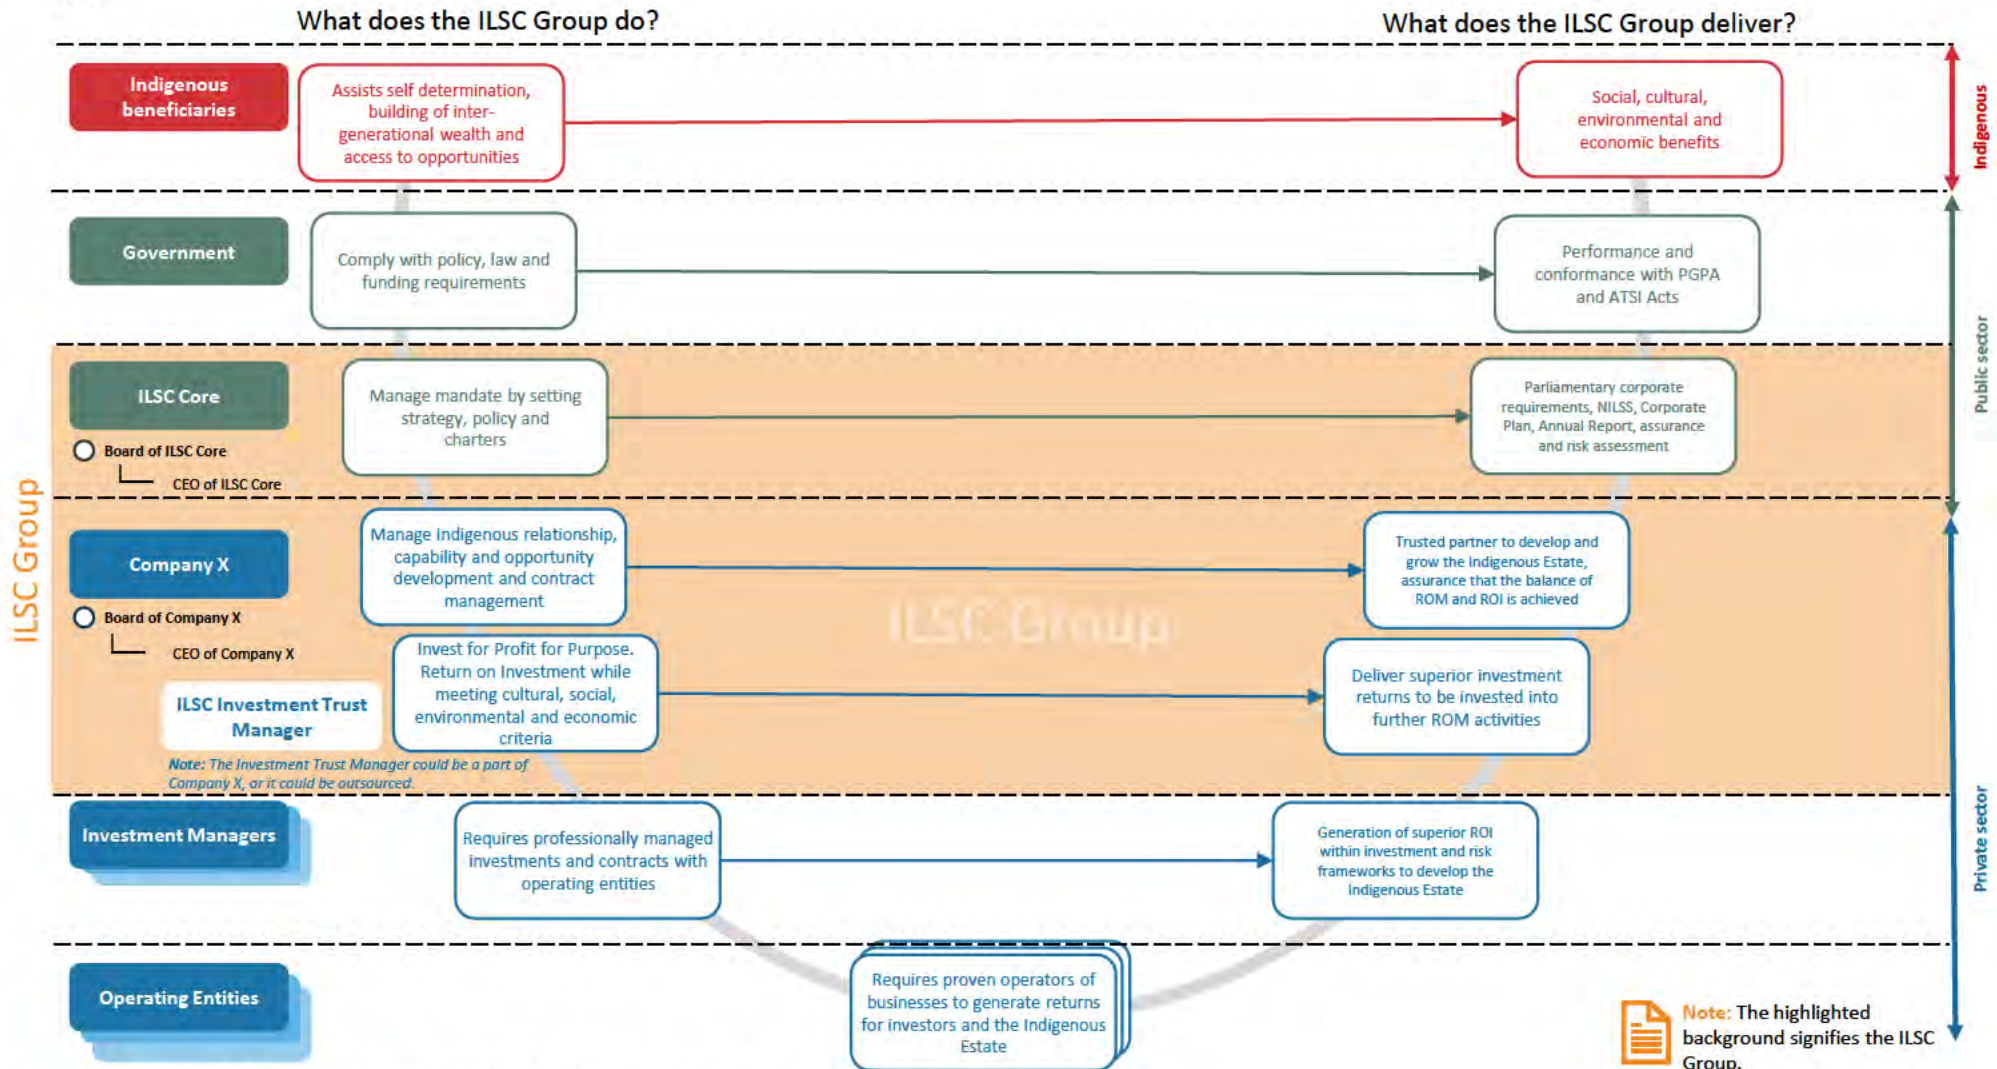 What does the ILSC Group do?
What does the ILSC Group deliver?
Indigenous
beneficiaries
Assists self determination,
building of inter-
generational wealth and
access to opportunities
Social, cultural,
environmental and
economic benefits
Indigenous
Government
Comply with policy, law and
funding requirements
Performance and
conformance with PGPA
and ATSI Acts
Public sector
ILSC Group
ILSC Core
Board of ILSC Core
CEO of ILSC Core
Manage mandate by setting
strategy, policy and
charters
Parliamentary corporate
requirements, NILSS, Corporate
Plan, Annual Report, assurance
and risk assessment
Company X
Board of Company X
CEO of Company X
Manage Indigenous relationship,
capability and opportunity
development and contract
management
ILSC Group
Trusted partner to develop and
grow the Indigenous Estate,
assurance that the balance of
ROM and ROI is achieved
ILSC Investment Trust
Manager
Note: The Investment Trust Manager could be a part of
Company X, or it could be outsourced.
Invest for Profit for Purpose.
Return on Investment while
meeting cultural, social,
environmental and economic
criteria
Deliver superior investment
returns to be invested into
further ROM activities
Private sector
Investment Managers
Requires professionally managed
investments and contracts with
operating entities
Generation of superior ROI
within investment and risk
frameworks to develop the
Indigenous Estate
Operating Entities
Requires proven operators of
businesses to generate returns
for investors and the Indigenous
Estate
Note: The highlighted
background signifies the ILSC
Group.